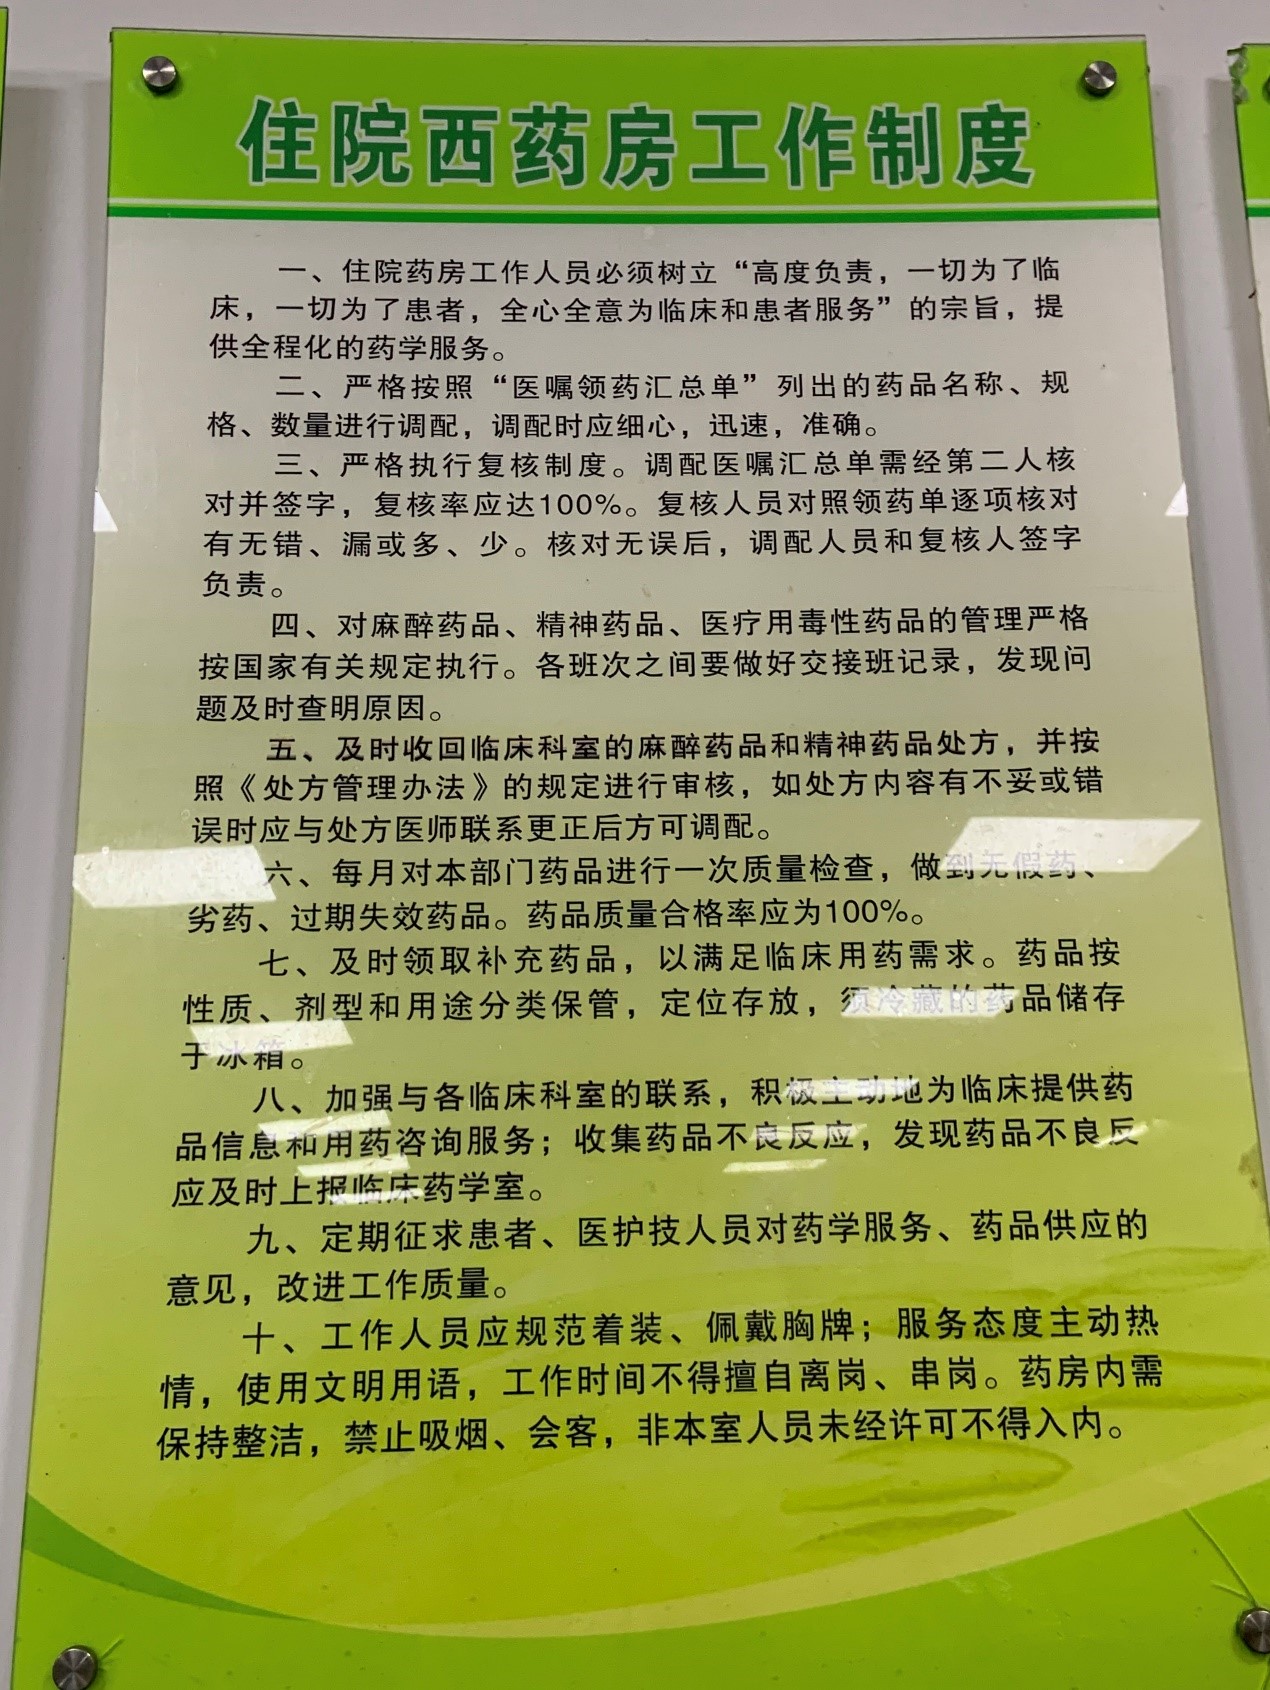 住院西药房工作制度
一、住院药房工作人员必须树立“高度负责，一切为了临
床，一切为了患者，全心全意为临床和患者服务”的宗旨，提
供全程化的药学服务。
二、严格按照“医嘱领药汇总单”列出的药品名称、规
格、数量进行调配，调配时应细心，迅速，准确。
三、严格执行复核制度。调配医嘱汇总单需经第二人核
对并签字，复核率应达100%。复核人员对照领药单逐项核对
有无错、漏或多、少。核对无误后，调配人员和复核人签字
负责。
四、对麻醉药品、精神药品、医疗用毒性药品的管理严格
按国家有关规定执行。各班次之间要做好交接班记录，发现问
题及时查明原因。
五、及时收回临床科室的麻醉药品和精神药品处方，并按
照《处方管理办法》的规定进行审核，如处方内容有不妥或错
误时应与处方医师联系更正后方可调配。
六、每月对本部门药品进行一次质量检查，做到无假药、
劣药、过期失效药品。药品质量合格率应为100%。
七、及时领取补充药品，以满足临床用药需求。药品按
性质、剂型和用途分类保管，定位存放，须冷藏的药品储存
于冰箱。
八、加强与各临床科室的联系，积极主动地为临床提供药
品信息和用药咨询服务；收集药品不良反应，发现药品不良反
应及时上报临床药学室。
九、定期征求患者、医护技人员对药学服务、药品供应的
意见，改进工作质量。
十、工作人员应规范着装、佩戴胸牌；服务态度主动热
情，使用文明用语，工作时间不得擅自离岗、串岗。药房内需
保持整洁，禁止吸烟、会客，非本室人员未经许可不得入内。